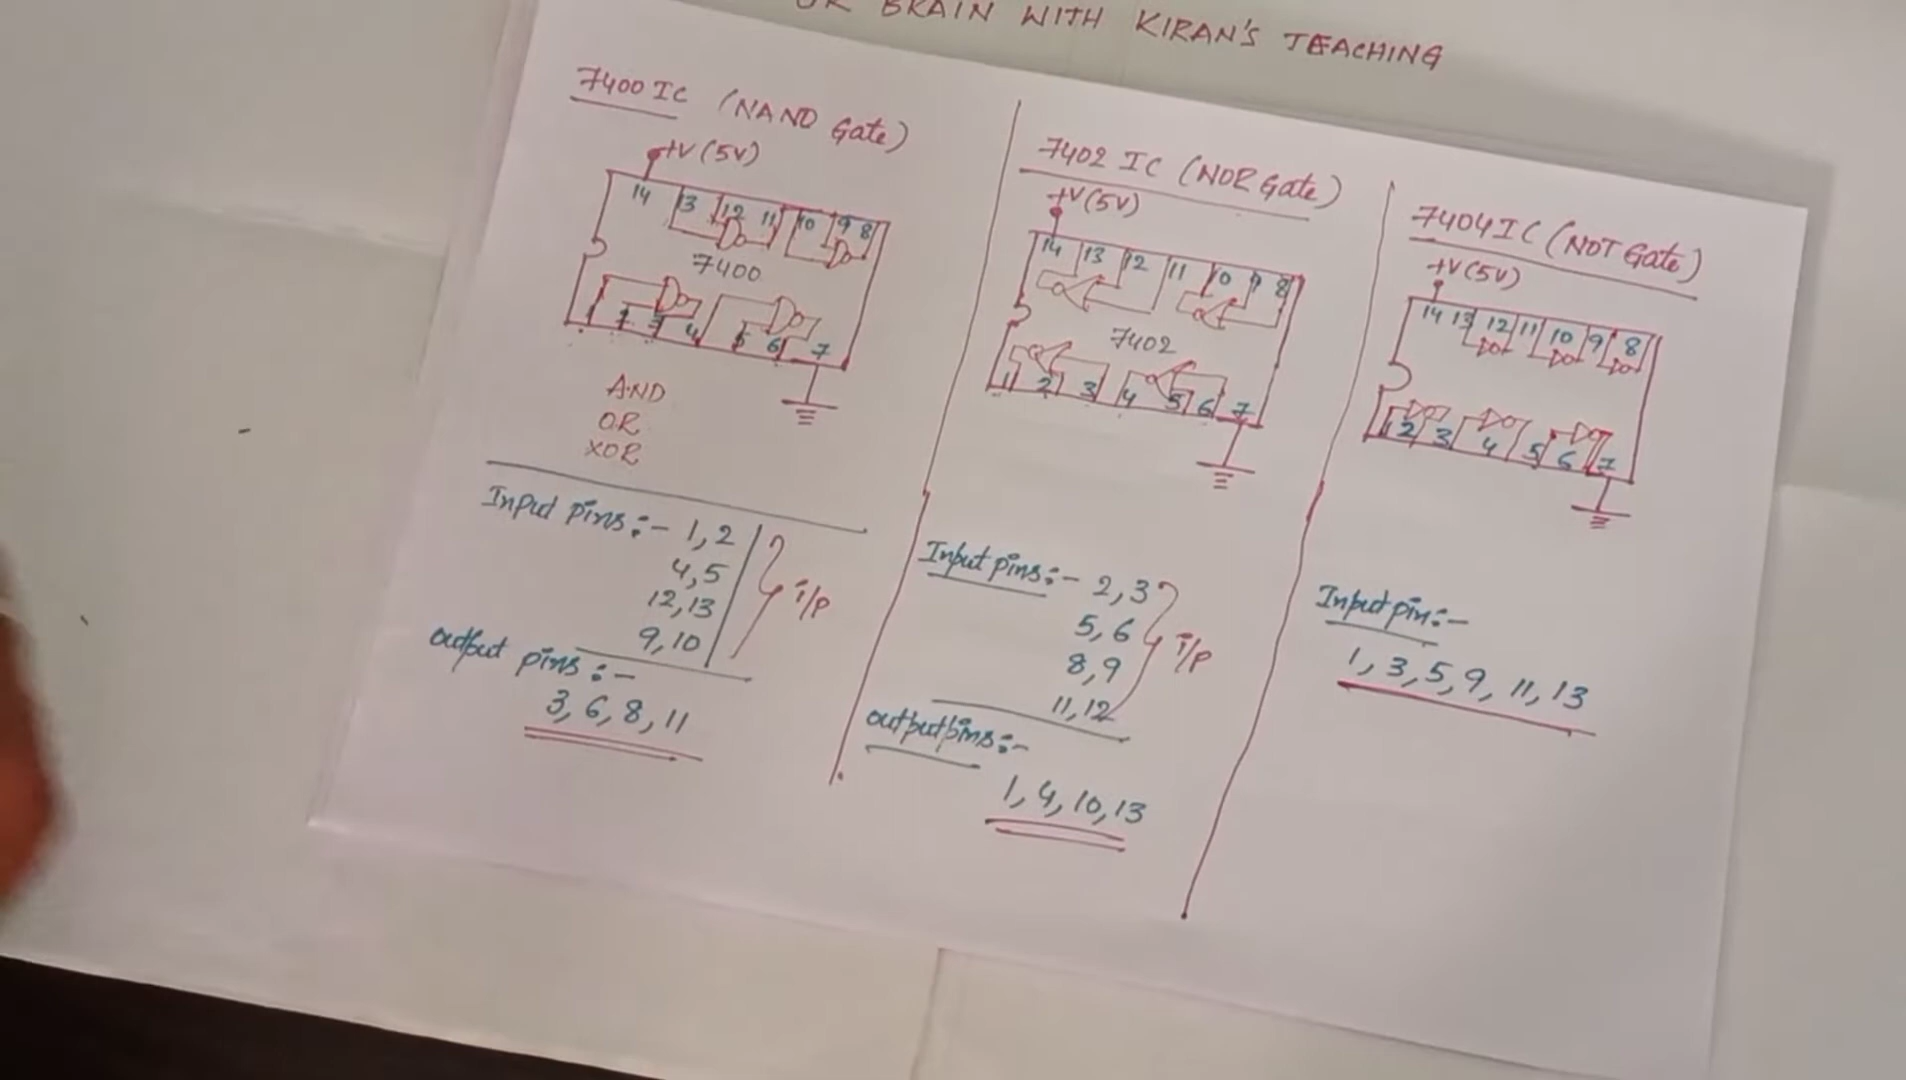 BRAIN WITH KIRAN'S TEACHING
7400 IC (NAND Gate)
+V (5V)
14 13 12 11 10 9 8
7400
1 2 3 4 5 6 7
AND
OR
XOR
Input pins:- 1, 2
4, 5
12, 13
9, 10
i/p
output pins:-
3, 6, 8, 11
7402 IC (NOR Gate)
+V (5V)
14 13 12 11 10 9 8
7402
1 2 3 4 5 6 7
Input pins:- 2, 3
5, 6
8, 9
11, 12
i/p
output pins:-
1, 4, 10, 13
7404 IC (NOT Gate)
+V (5V)
14 13 12 11 10 9 8
1 2 3 4 5 6 7
Input pin:-
1, 3, 5, 9, 11, 13